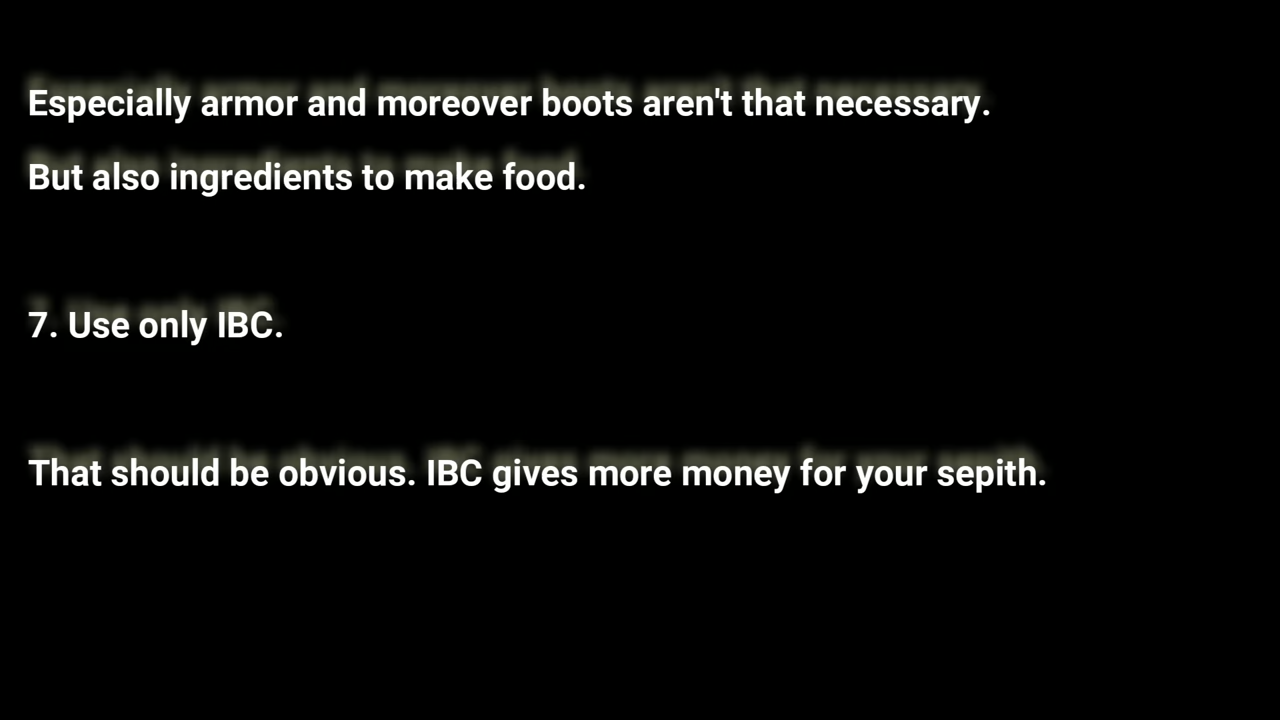 Especially armor and moreover boots aren't that necessary.
But also ingredients to make food.
7. Use only IBC.
That should be obvious. IBC gives more money for your sepith.